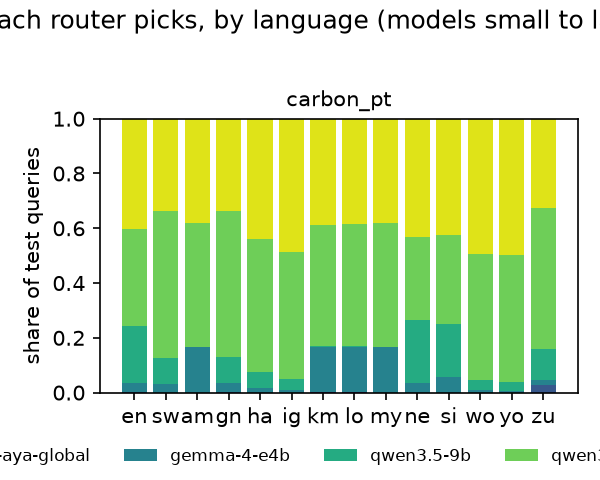 ach router picks, by language (models small to l
carbon_pt
share of test queries
1.0
0.8
0.6
0.4
0.2
0.0
en sw am gn ha ig km lo my ne si wo yo zu
-aya-global gemma-4-e4b qwen3.5-9b qwen3